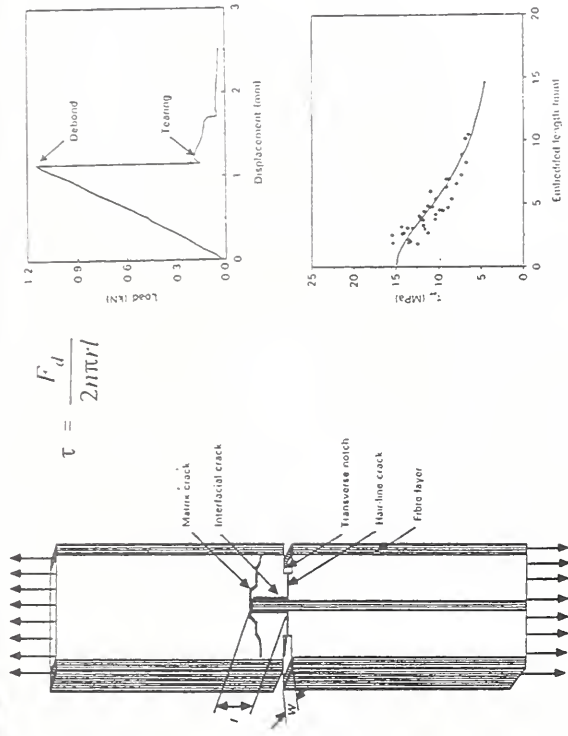 τ = F_d / 2nπrl
Matrix crack
Interfacial crack
Transverse notch
Hair-line crack
Fibre layer
l
W
Load (kN)
1 2
0 9
0 6
0 3
0 0
0
1
2
3
Displacement (mm)
Debond
Tearing
(MPa)
25
20
15
10
5
0
0
5
10
15
20
Embedded length (mm)